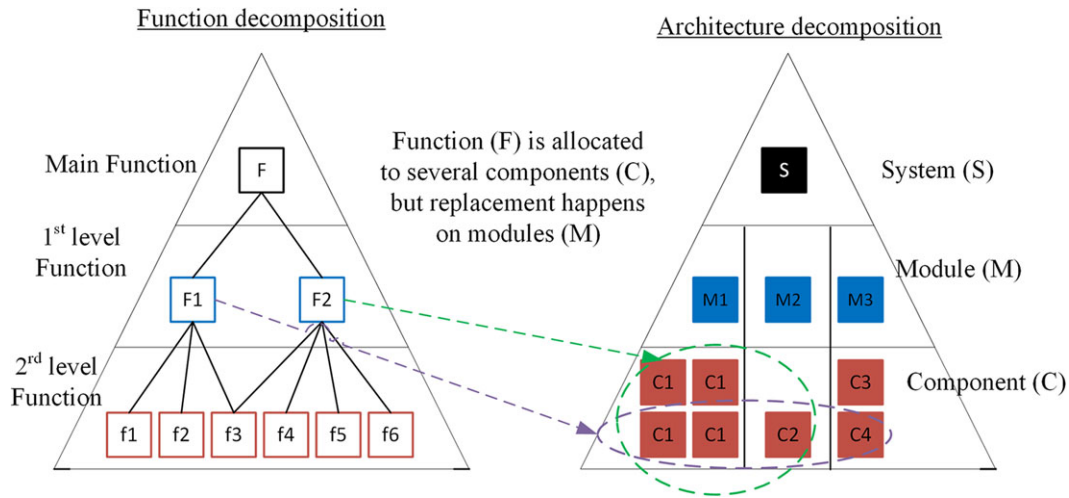 Function decomposition
Architecture decomposition
Main Function
F
Function (F) is allocated
to several components (C),
but replacement happens
on modules (M)
S
System (S)
1st level
Function
F1
F2
M1
M2
M3
Module (M)
2rd level
Function
f1
f2
f3
f4
f5
f6
C1
C1
C3
C1
C1
C2
C4
Component (C)